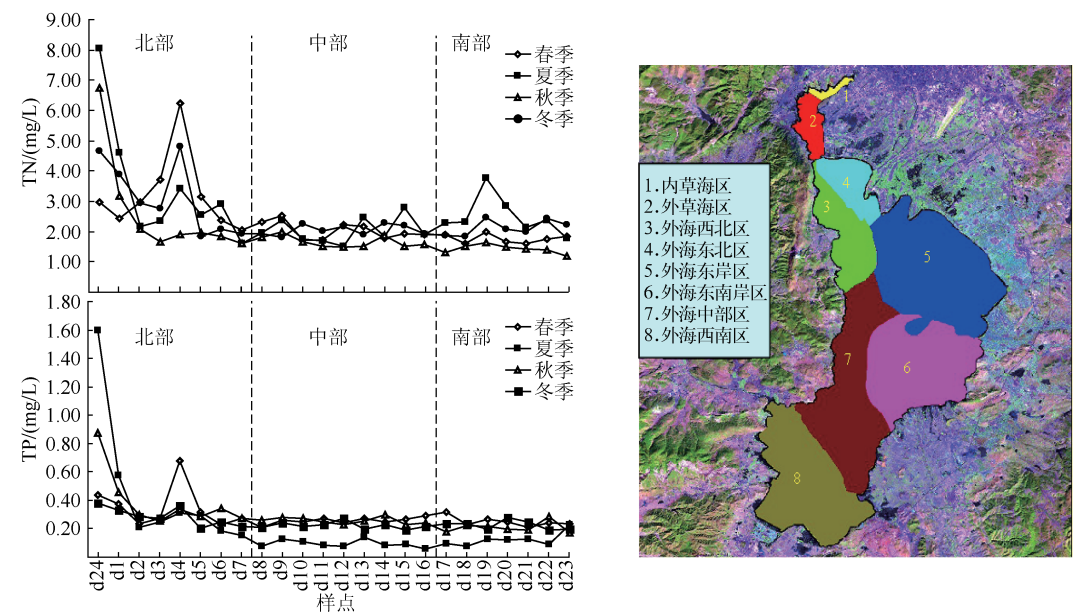 9.00
8.00
7.00
6.00
5.00
4.00
3.00
2.00
1.00
TN/(mg/L)
北部
中部
南部
春季
夏季
秋季
冬季
1.80
1.60
1.40
1.20
1.00
0.80
0.60
0.40
0.20
TP/(mg/L)
北部
中部
南部
春季
夏季
秋季
冬季
d24
d1
d2
d3
d4
d5
d6
d7
d8
d9
d10
d11
d12
d13
d14
d15
d16
d17
d18
d19
d20
d21
d22
d23
样点
1.内草海区
2.外草海区
3.外海西北区
4.外海东北区
5.外海东岸区
6.外海东南岸区
7.外海中部区
8.外海西南区
1
2
4
3
5
7
6
8